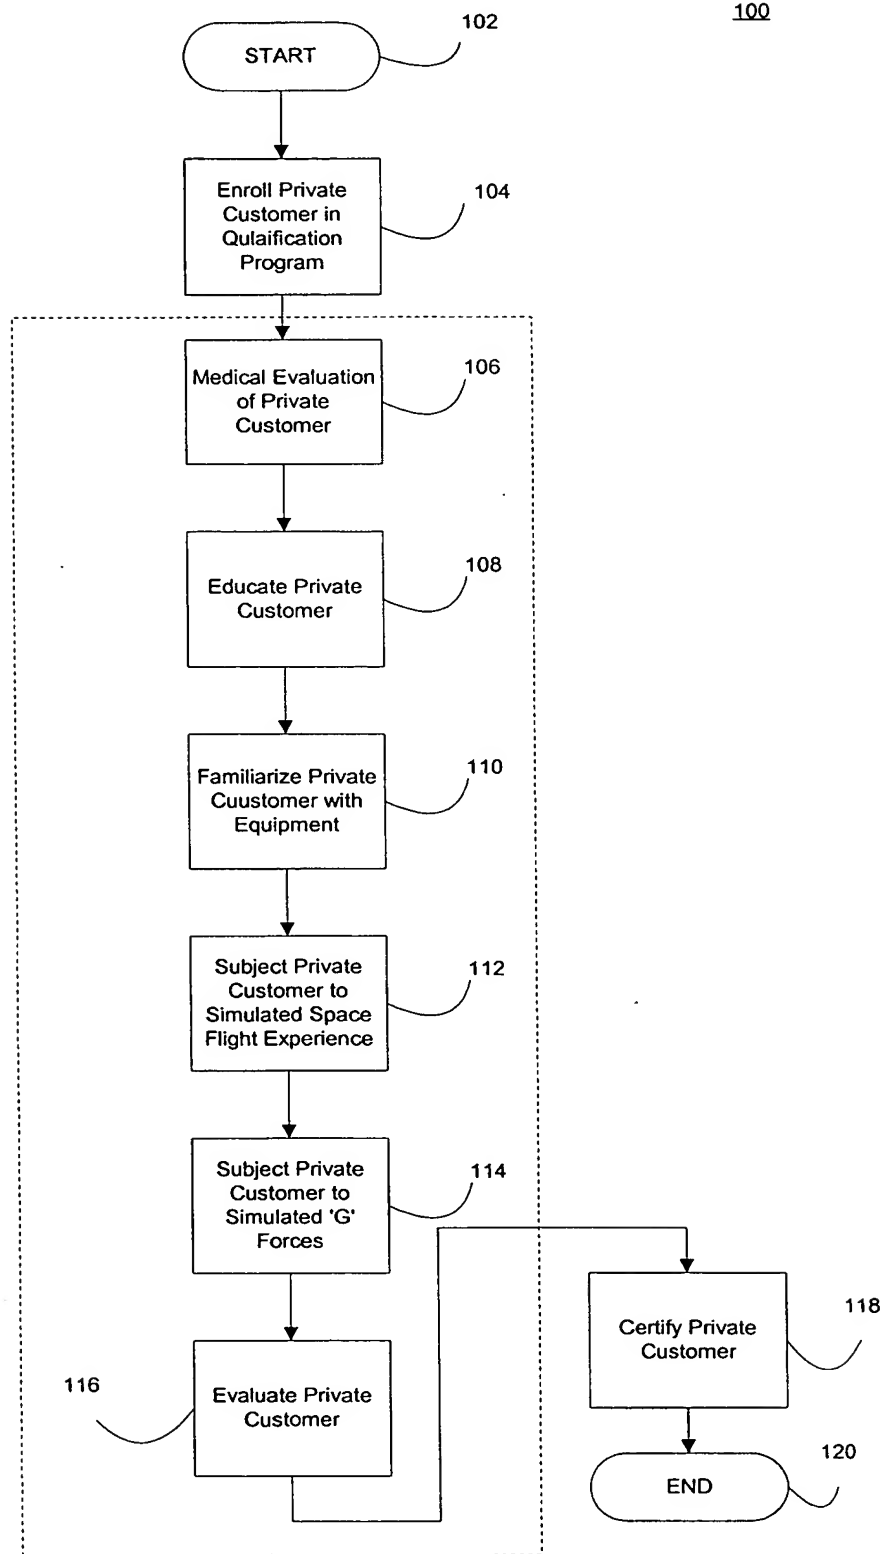 100
START
102
Enroll Private
Customer in
Qulaification
Program
104
Medical Evaluation
of Private
Customer
106
Educate Private
Customer
108
Familiarize Private
Cuustomer with
Equipment
110
Subject Private
Customer to
Simulated Space
Flight Experience
112
Subject Private
Customer to
Simulated 'G'
Forces
114
Evaluate Private
Customer
116
Certify Private
Customer
118
END
120